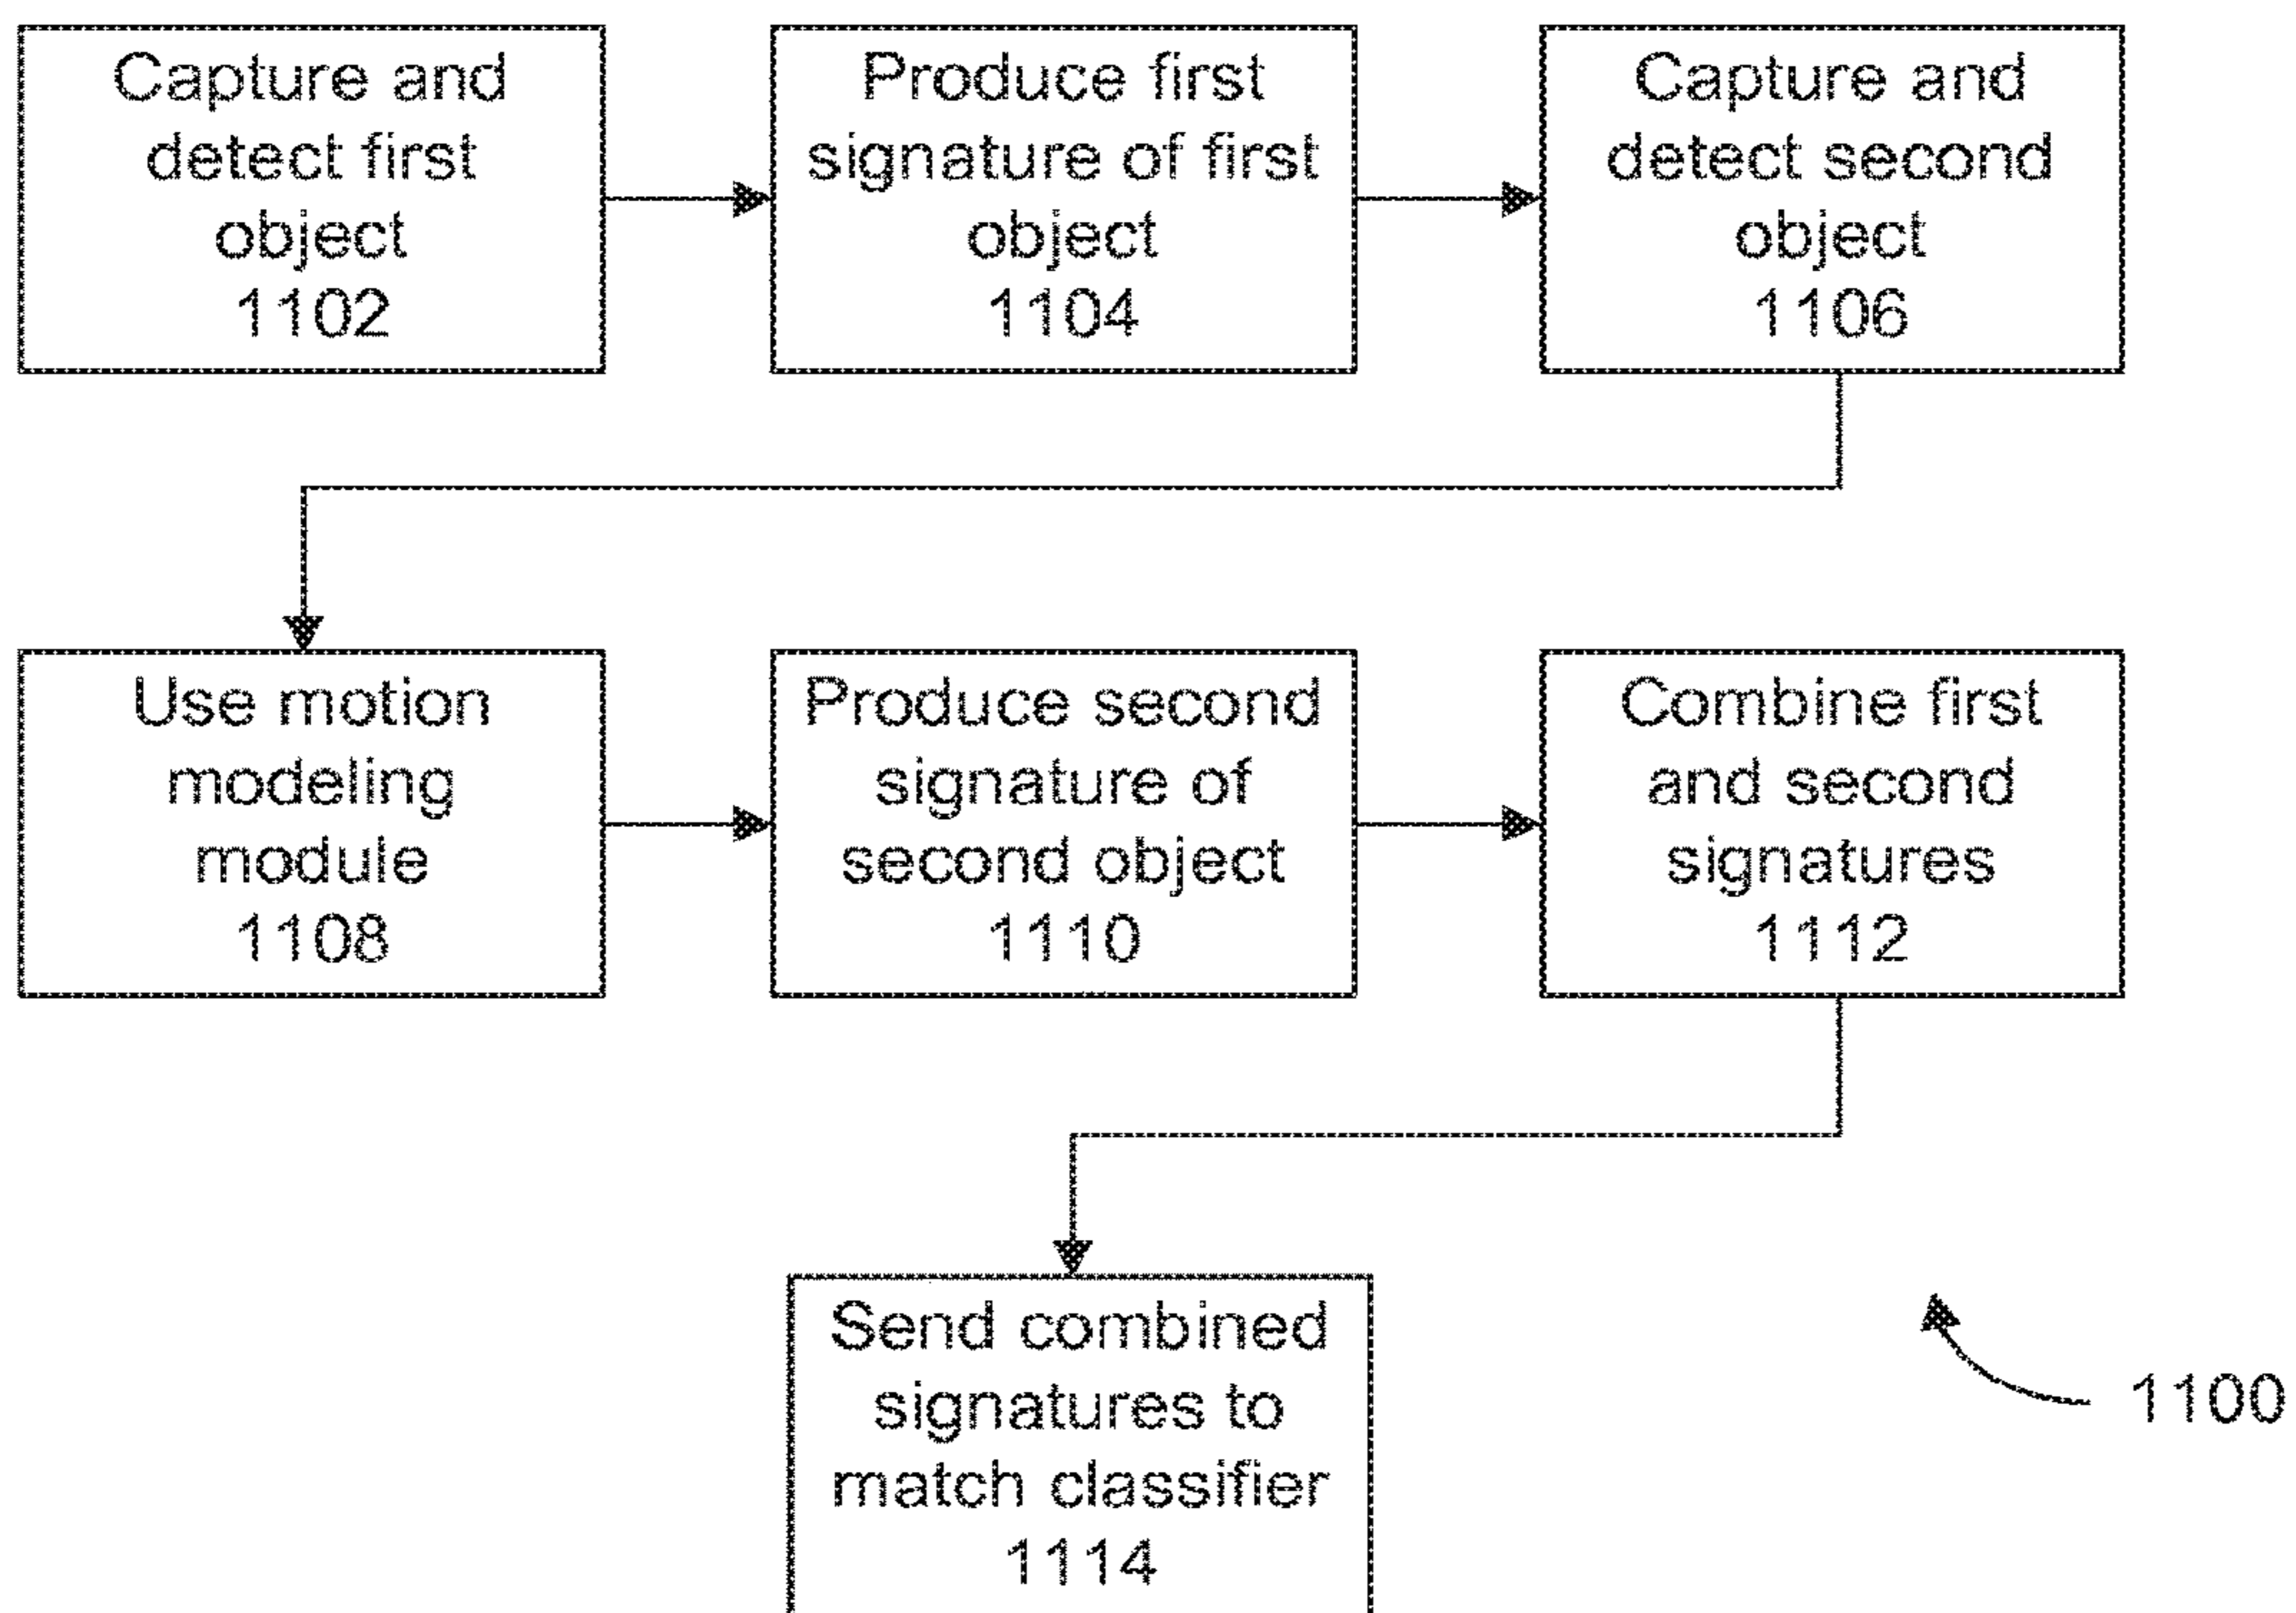 Capture and
detect first
object
1102
Produce first
signature of first
object
1104
Capture and
detect second
object
1106
Use motion
modeling
module
1108
Produce second
signature of
second object
1110
Combine first
and second
signatures
1112
Send combined
signatures to
match classifier
1114
1100